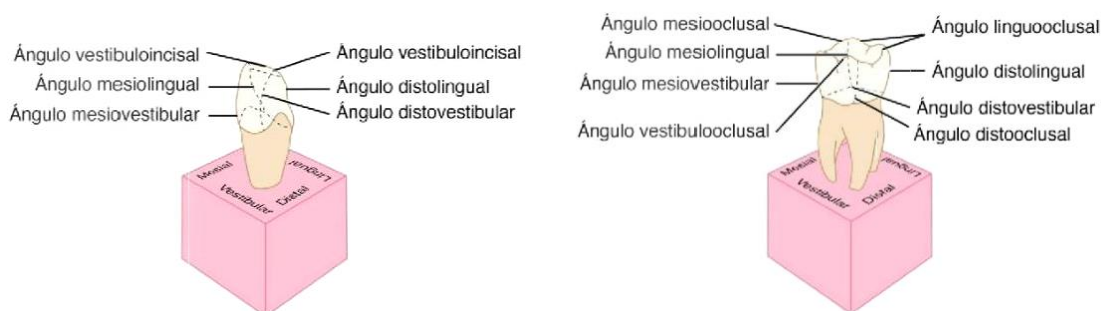 Ángulo vestibuloincisal
Ángulo mesiolingual
Ángulo mesiovestibular
Ángulo vestibuloincisal
Ángulo distolingual
Ángulo distovestibular
Mesial
Lingual
Vestibular
Distal
Ángulo mesiooclusal
Ángulo mesiolingual
Ángulo mesiovestibular
Ángulo vestibulooclusal
Ángulo linguooclusal
Ángulo distolingual
Ángulo distovestibular
Ángulo distooclusal
Mesial
Lingual
Vestibular
Distal